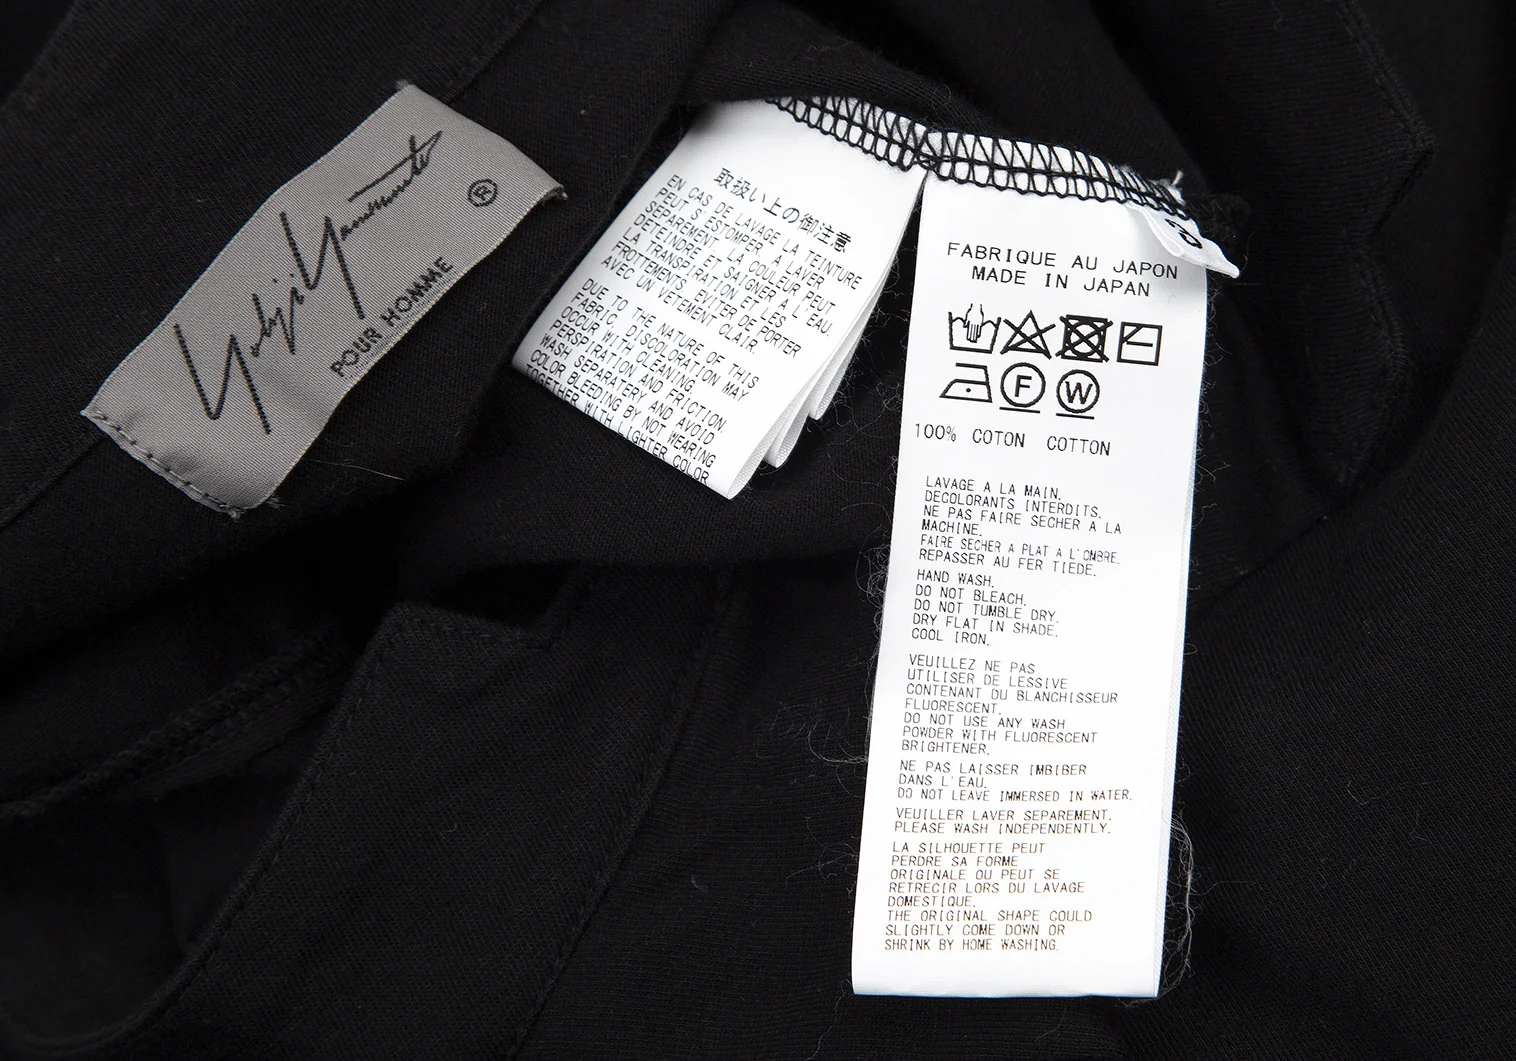 Yohji Yamamoto
®
POUR HOMME
取扱い上の御注意
EN CAS DE LAVAGE LA TEINTURE
PEUT S'ESTOMPER, A LAVER
SEPAREMENT. LA COULEUR PEUT
DETEINDRE ET SAIGNER A L'EAU.
LA TRANSPIRATION ET LES
FROTTEMENTS. EVITER DE PORTER
AVEC UN VETEMENT CLAIR.
DUE TO THE NATURE OF THIS
FABRIC, DISCOLORATION MAY
OCCUR WITH CLEANING.
PERSPIRATION AND FRICTION.
WASH SEPARATERY AND AVOID
COLOR BLEEDING BY NOT WEARING
TOGETHER WITH LIGHTER COLOR
3
FABRIQUE AU JAPON
MADE IN JAPAN
F W
100% COTON COTTON
LAVAGE A LA MAIN.
DECOLORANTS INTERDITS.
NE PAS FAIRE SECHER A LA
MACHINE.
FAIRE SECHER A PLAT A L'OMBRE.
REPASSER AU FER TIEDE.
HAND WASH.
DO NOT BLEACH.
DO NOT TUMBLE DRY.
DRY FLAT IN SHADE.
COOL IRON.
VEUILLEZ NE PAS
UTILISER DE LESSIVE
CONTENANT DU BLANCHISSEUR
FLUORESCENT.
DO NOT USE ANY WASH
POWDER WITH FLUORESCENT
BRIGHTENER.
NE PAS LAISSER IMBIBER
DANS L'EAU.
DO NOT LEAVE IMMERSED IN WATER.
VEUILLER LAVER SEPAREMENT.
PLEASE WASH INDEPENDENTLY.
LA SILHOUETTE PEUT
PERDRE SA FORME
ORIGINALE OU PEUT SE
RETRECIR LORS DU LAVAGE
DOMESTIQUE.
THE ORIGINAL SHAPE COULD
SLIGHTLY COME DOWN OR
SHRINK BY HOME WASHING.